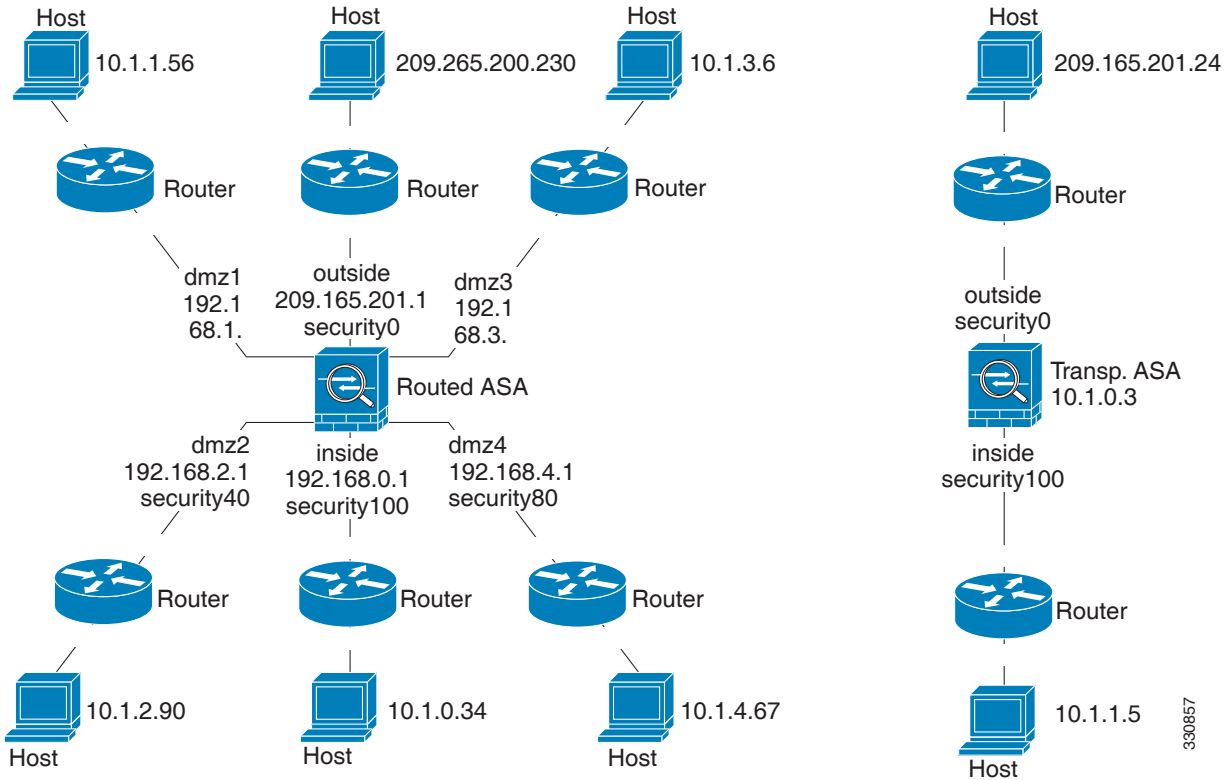 Host
10.1.1.56
Host
209.265.200.230
Host
10.1.3.6
Host
209.165.201.24
Router
Router
Router
Router
dmz1
192.1
68.1.
outside
209.165.201.1
security0
dmz3
192.1
68.3.
outside
security0
Routed ASA
Transp. ASA
10.1.0.3
dmz2
192.168.2.1
security40
inside
192.168.0.1
security100
dmz4
192.168.4.1
security80
inside
security100
Router
Router
Router
Router
10.1.2.90
Host
10.1.0.34
Host
10.1.4.67
Host
10.1.1.5
Host
330857